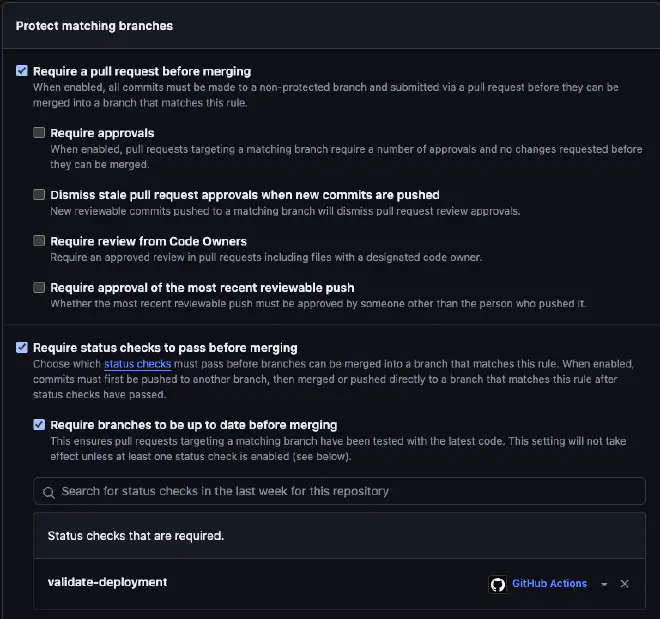 Protect matching branches
Require a pull request before merging
When enabled, all commits must be made to a non-protected branch and submitted via a pull request before they can be
merged into a branch that matches this rule.
Require approvals
When enabled, pull requests targeting a matching branch require a number of approvals and no changes requested before
they can be merged.
Dismiss stale pull request approvals when new commits are pushed
New reviewable commits pushed to a matching branch will dismiss pull request review approvals.
Require review from Code Owners
Require an approved review in pull requests including files with a designated code owner.
Require approval of the most recent reviewable push
Whether the most recent reviewable push must be approved by someone other than the person who pushed it.
Require status checks to pass before merging
Choose which status checks must pass before branches can be merged into a branch that matches this rule. When enabled,
commits must first be pushed to another branch, then merged or pushed directly to a branch that matches this rule after
status checks have passed.
Require branches to be up to date before merging
This ensures pull requests targeting a matching branch have been tested with the latest code. This setting will not take
effect unless at least one status check is enabled (see below).
Search for status checks in the last week for this repository
Status checks that are required.
validate-deployment GitHub Actions